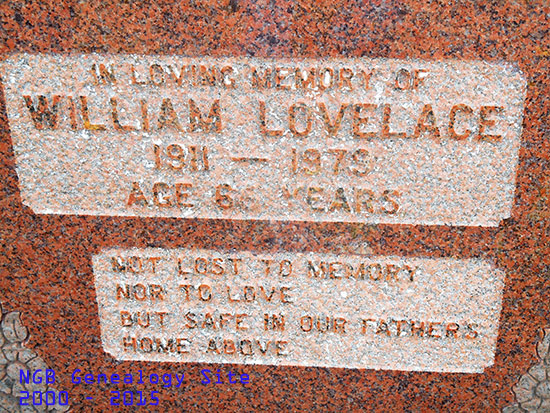 IN LOVING MEMORY OF
WILLIAM LOVELACE
1911 — 1979
AGE YEARS
NOT LOST TO MEMORY
NOR TO LOVE
BUT SAFE IN OUR FATHERS
HOME ABOVE
NGB Genealogy Site
2000 - 2015